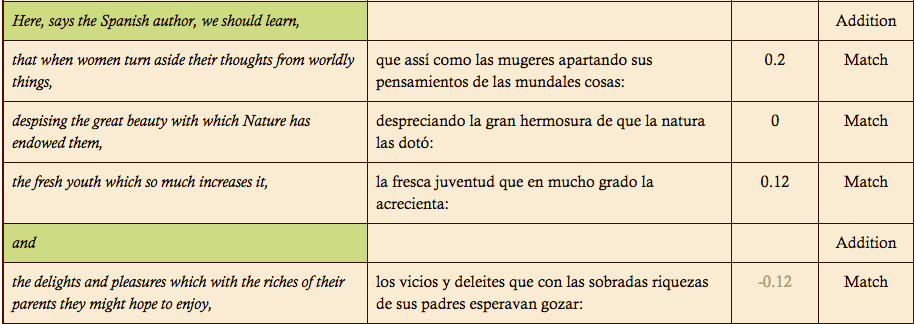 Here, says the Spanish author, we should learn,
Addition
that when women turn aside their thoughts from worldly
things,
que assí como las mugeres apartando sus
pensamientos de las mundales cosas:
0.2
Match
despising the great beauty with which Nature has
endowed them,
despreciando la gran hermosura de que la natura
las dotó:
0
Match
the fresh youth which so much increases it,
la fresca juventud que en mucho grado la
acrecienta:
0.12
Match
and
Addition
the delights and pleasures which with the riches of their
parents they might hope to enjoy,
los vicios y deleites que con las sobradas riquezas
de sus padres esperavan gozar:
-0.12
Match